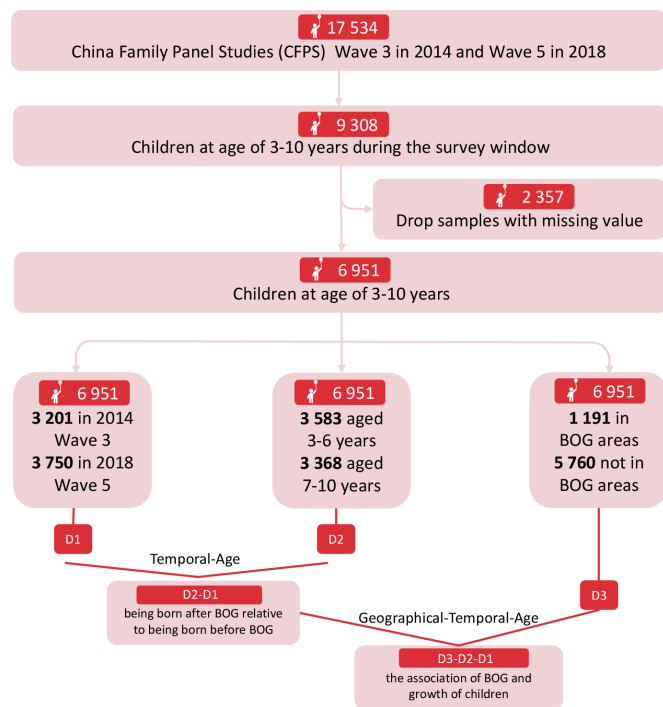 17 534
China Family Panel Studies (CFPS) Wave 3 in 2014 and Wave 5 in 2018
9 308
Children at age of 3-10 years during the survey window
2 357
Drop samples with missing value
6 951
Children at age of 3-10 years
6 951
3 201 in 2014
Wave 3
3 750 in 2018
Wave 5
6 951
3 583 aged
3-6 years
3 368 aged
7-10 years
6 951
1 191 in
BOG areas
5 760 not in
BOG areas
D1
D2
Temporal-Age
D2-D1
being born after BOG relative
to being born before BOG
D3
Geographical-Temporal-Age
D3-D2-D1
the association of BOG and
growth of children